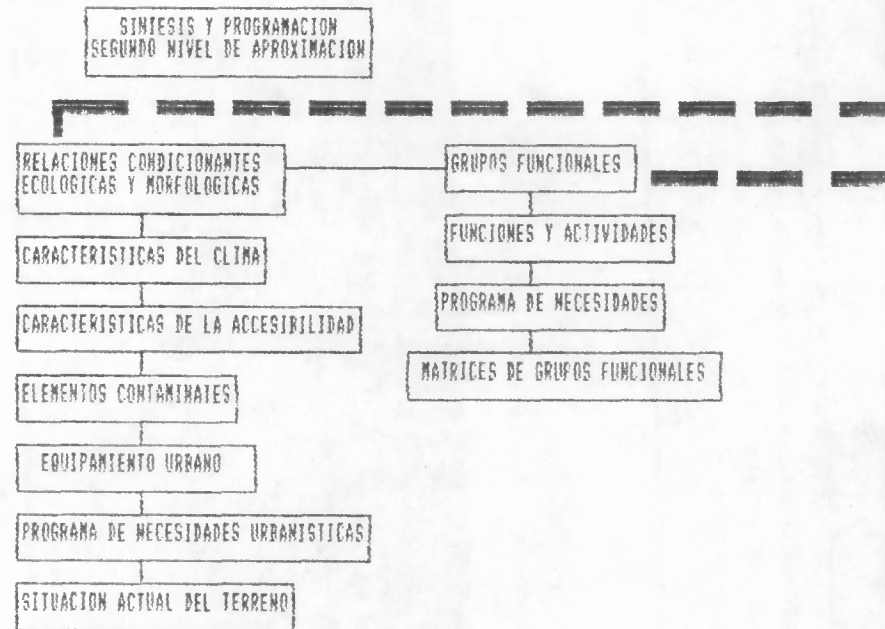 SINTESIS Y PROGRAMACION
SEGUNDO NIVEL DE APROXIMACION
RELACIONES CONDICIONANTES
ECOLOGICAS Y MORFOLOGICAS
GRUPOS FUNCIONALES
FUNCIONES Y ACTIVIDADES
CARACTERISTICAS DEL CLIMA
PROGRAMA DE NECESIDADES
CARACTERISTICAS DE LA ACCESIBILIDAD
MATRICES DE GRUPOS FUNCIONALES
ELEMENTOS CONTAMINATES
EQUIPAMIENTO URBANO
PROGRAMA DE NECESIDADES URBANISTICAS
SITUACION ACTUAL DEL TERRENO